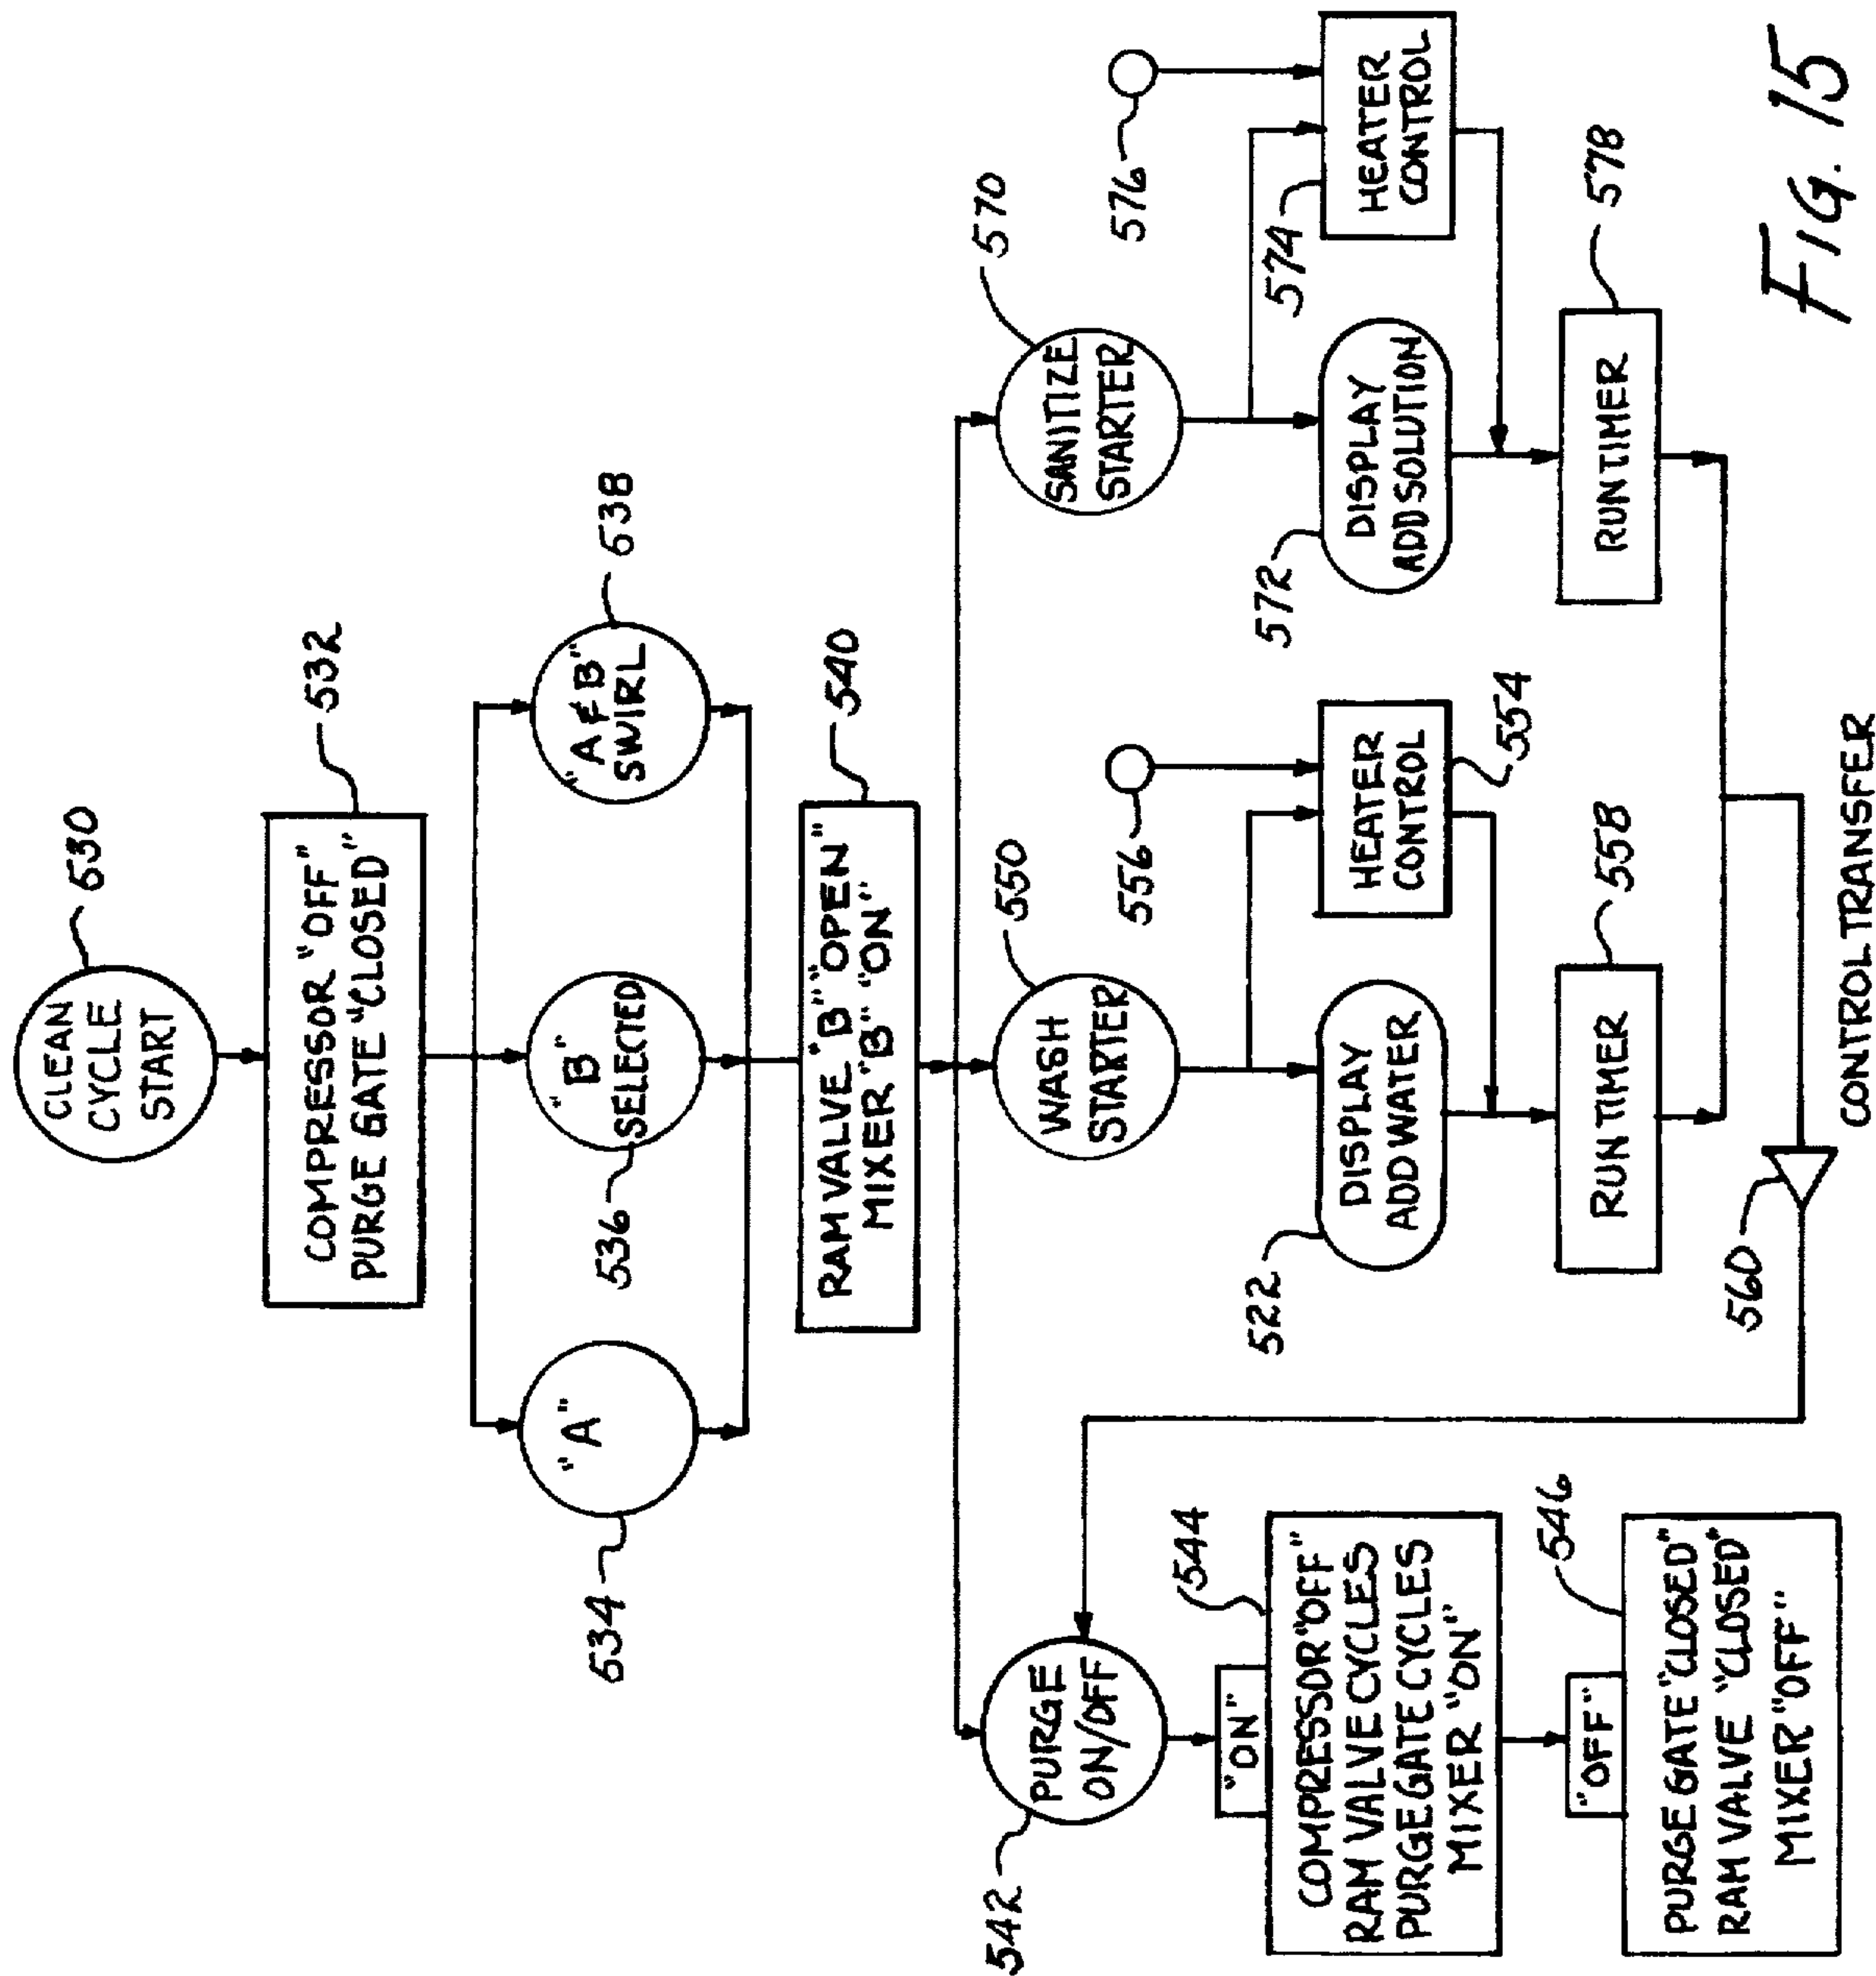 CLEAN
CYCLE
START
630
COMPRESSOR "OFF"
PURGE GATE "CLOSED"
532
"A"
634
"B"
SELECTED
536
"A & B"
SWIRL
638
RAM VALVE "B" "OPEN"
MIXER "B" "ON"
540
PURGE
ON/OFF
542
WASH
STARTER
550
SANITIZE
STARTER
570
556
576
"ON"
544
COMPRESSOR "OFF"
RAM VALVE CYCLES
PURGE GATE CYCLES
MIXER "ON"
522
DISPLAY
ADD WATER
HEATER
CONTROL
554
572
DISPLAY
ADD SOLUTION
574
HEATER
CONTROL
"OFF"
546
PURGE GATE "CLOSED"
RAM VALVE "CLOSED"
MIXER "OFF"
RUN TIMER
558
RUN TIMER
578
560
CONTROL TRANSFER
FIG. 15